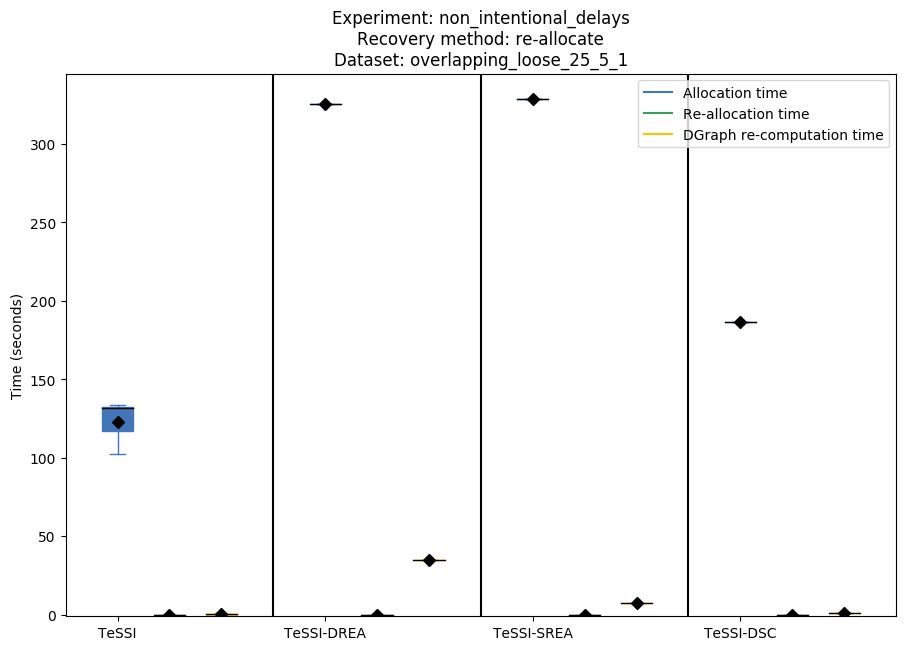 Experiment: non_intentional_delays
Recovery method: re-allocate
Dataset: overlapping_loose_25_5_1
Allocation time
Re-allocation time
DGraph re-computation time
Time (seconds)
300
250
200
150
100
50
0
TeSSI
TeSSI-DREA
TeSSI-SREA
TeSSI-DSC